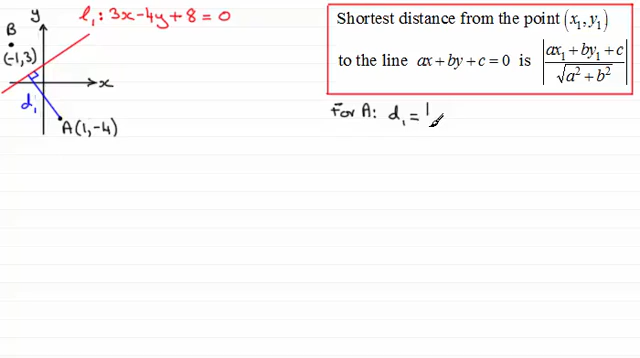 y
l₁: 3x-4y+8=0
B
(-1,3)
x
d₁
A(1,-4)
Shortest distance from the point (x₁, y₁)
to the line ax+by+c=0 is |ax₁+by₁+c / √(a²+b²)|
For A: d₁ = |